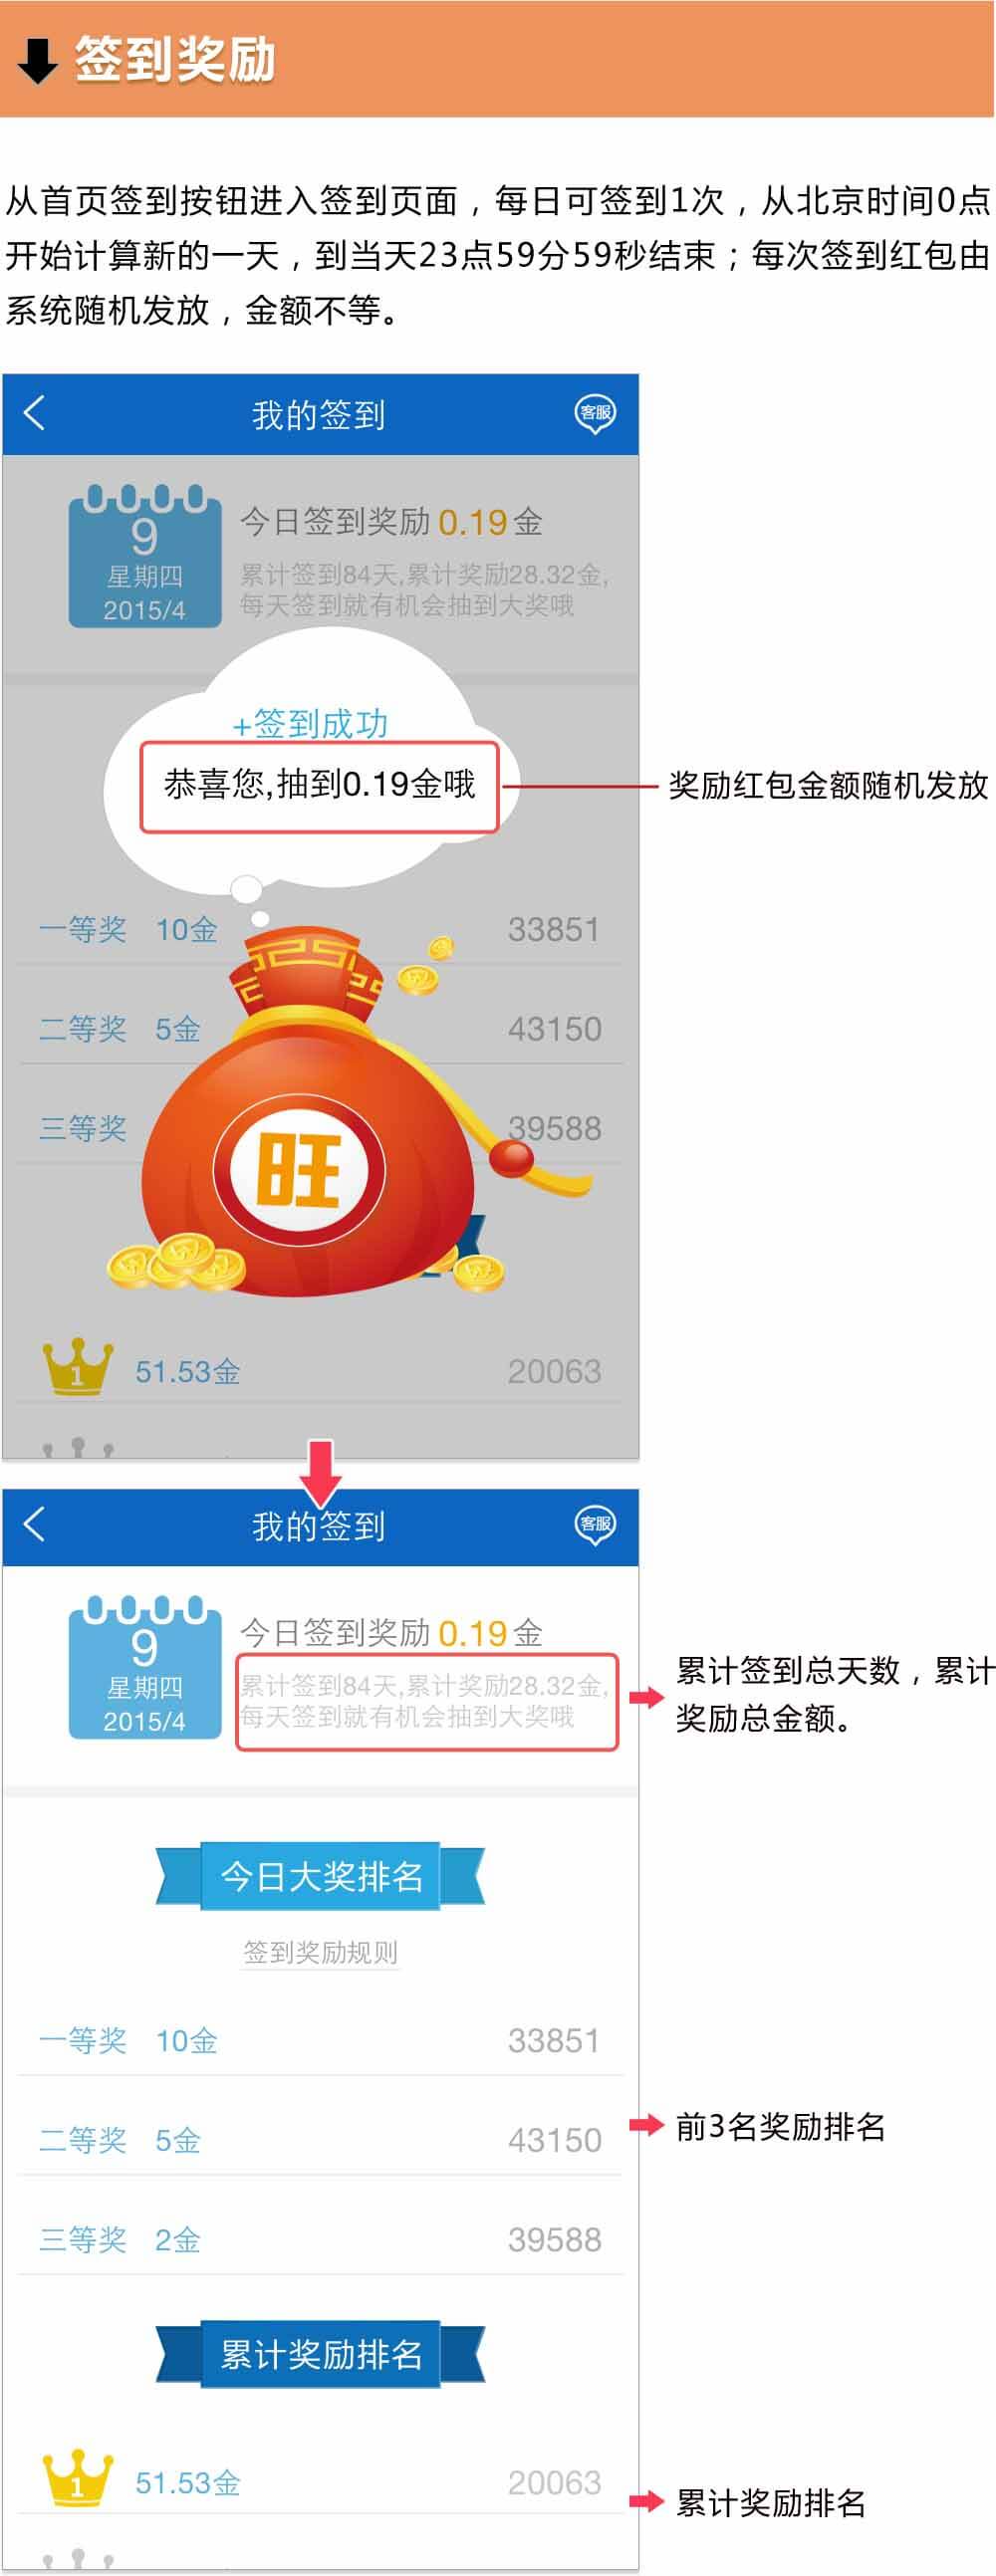 签到奖励
从首页签到按钮进入签到页面，每日可签到1次，从北京时间0点
开始计算新的一天，到当天23点59分59秒结束；每次签到红包由
系统随机发放，金额不等。
我的签到
客服
9
星期四
2015/4
今日签到奖励 0.19 金
累计签到84天,累计奖励28.32金,
每天签到就有机会抽到大奖哦
+签到成功
恭喜您,抽到0.19金哦
奖励红包金额随机发放
一等奖 10金 33851
二等奖 5金 43150
三等奖 39588
旺
1 51.53金 20063
我的签到
客服
9
星期四
2015/4
今日签到奖励 0.19 金
累计签到84天,累计奖励28.32金,
每天签到就有机会抽到大奖哦
累计签到总天数，累计
奖励总金额。
今日大奖排名
签到奖励规则
一等奖 10金 33851
二等奖 5金 43150
前3名奖励排名
三等奖 2金 39588
累计奖励排名
1 51.53金 20063
累计奖励排名